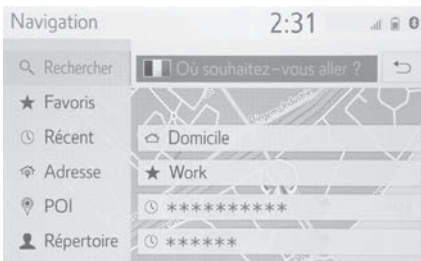 Navigation 2:31
Rechercher
Où souhaitez-vous aller ?
Favoris
Récent
Domicile
Adresse
Work
POI
**********
Répertoire
******